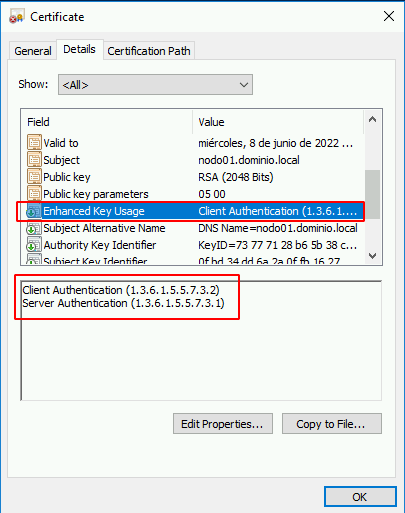 Certificate
General Details Certification Path
Show: <All>
Field Value
Valid to miércoles, 8 de junio de 2022 ...
Subject nodo01.dominio.local
Public key RSA (2048 Bits)
Public key parameters 05 00
Enhanced Key Usage Client Authentication (1.3.6.1....
Subject Alternative Name DNS Name=nodo01.dominio.local
Authority Key Identifier KeyID=73 77 71 28 b6 5b 38 c...
0f bd 34 dd 6a 2a 0f fb 16 27
Client Authentication (1.3.6.1.5.5.7.3.2)
Server Authentication (1.3.6.1.5.5.7.3.1)
Edit Properties... Copy to File...
OK